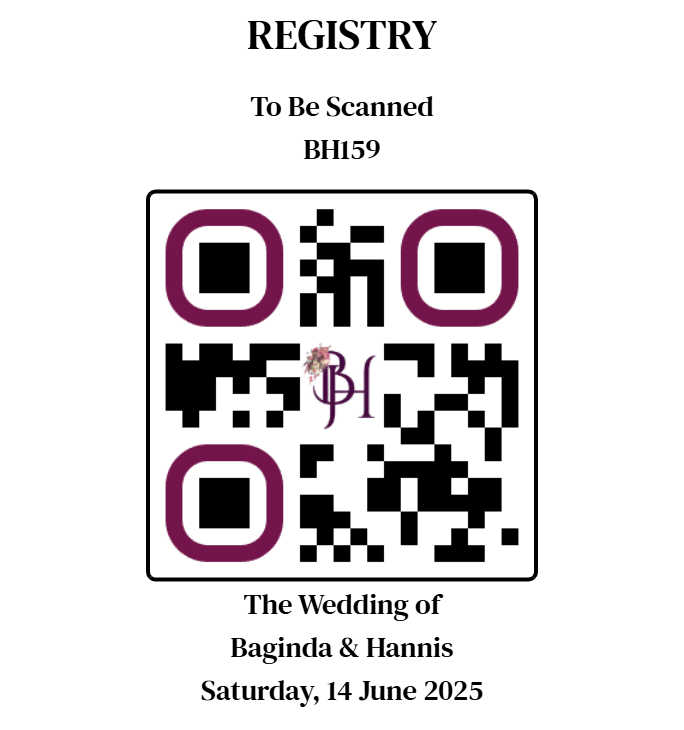 REGISTRY
To Be Scanned
BH159
BH
The Wedding of
Baginda & Hannis
Saturday, 14 June 2025